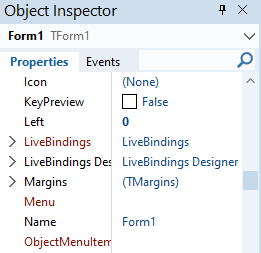 Object Inspector
Form1 TForm1
Properties Events
Icon (None)
KeyPreview False
Left 0
LiveBindings LiveBindings
LiveBindings Des LiveBindings Designer
Margins (TMargins)
Menu
Name Form1
ObjectMenuItem